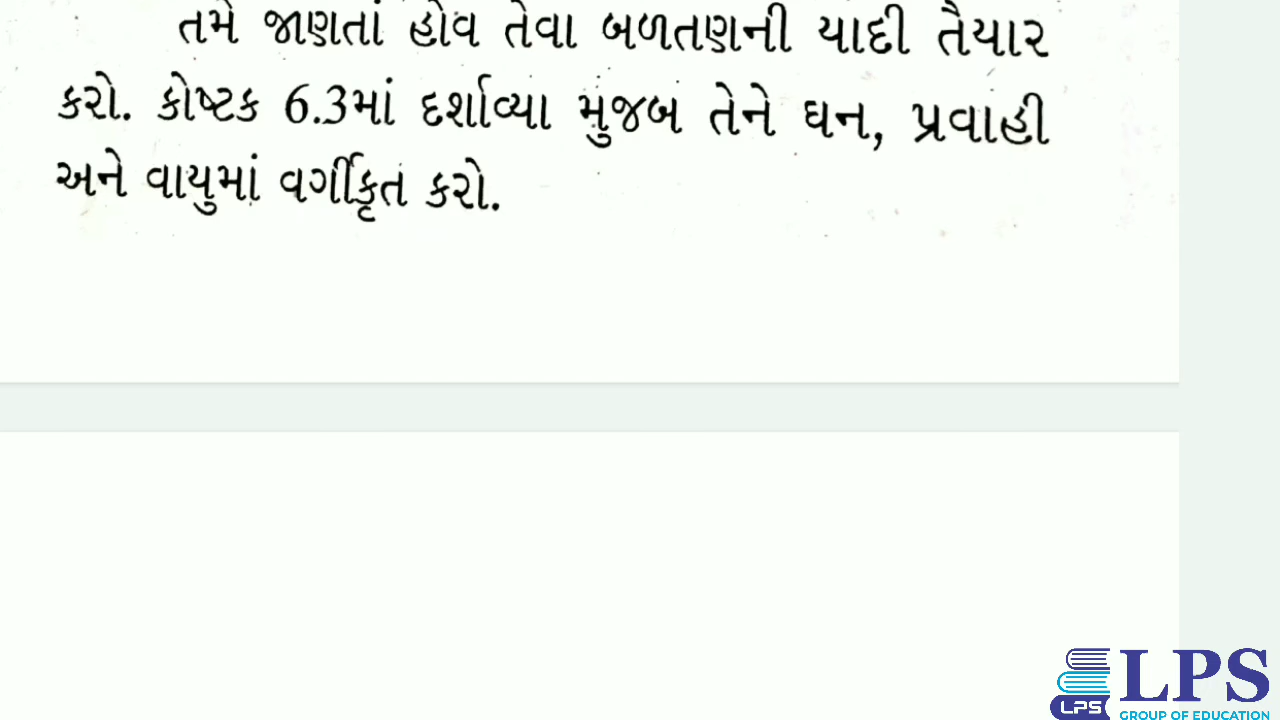 તમે જાણતાં હોવ તેવા બળતણની યાદી તૈયાર
કરો. કોષ્ટક 6.3માં દર્શાવ્યા મુજબ તેને ઘન, પ્રવાહી
અને વાયુમાં વર્ગીકૃત કરો.
LPS
LPS
GROUP OF EDUCATION